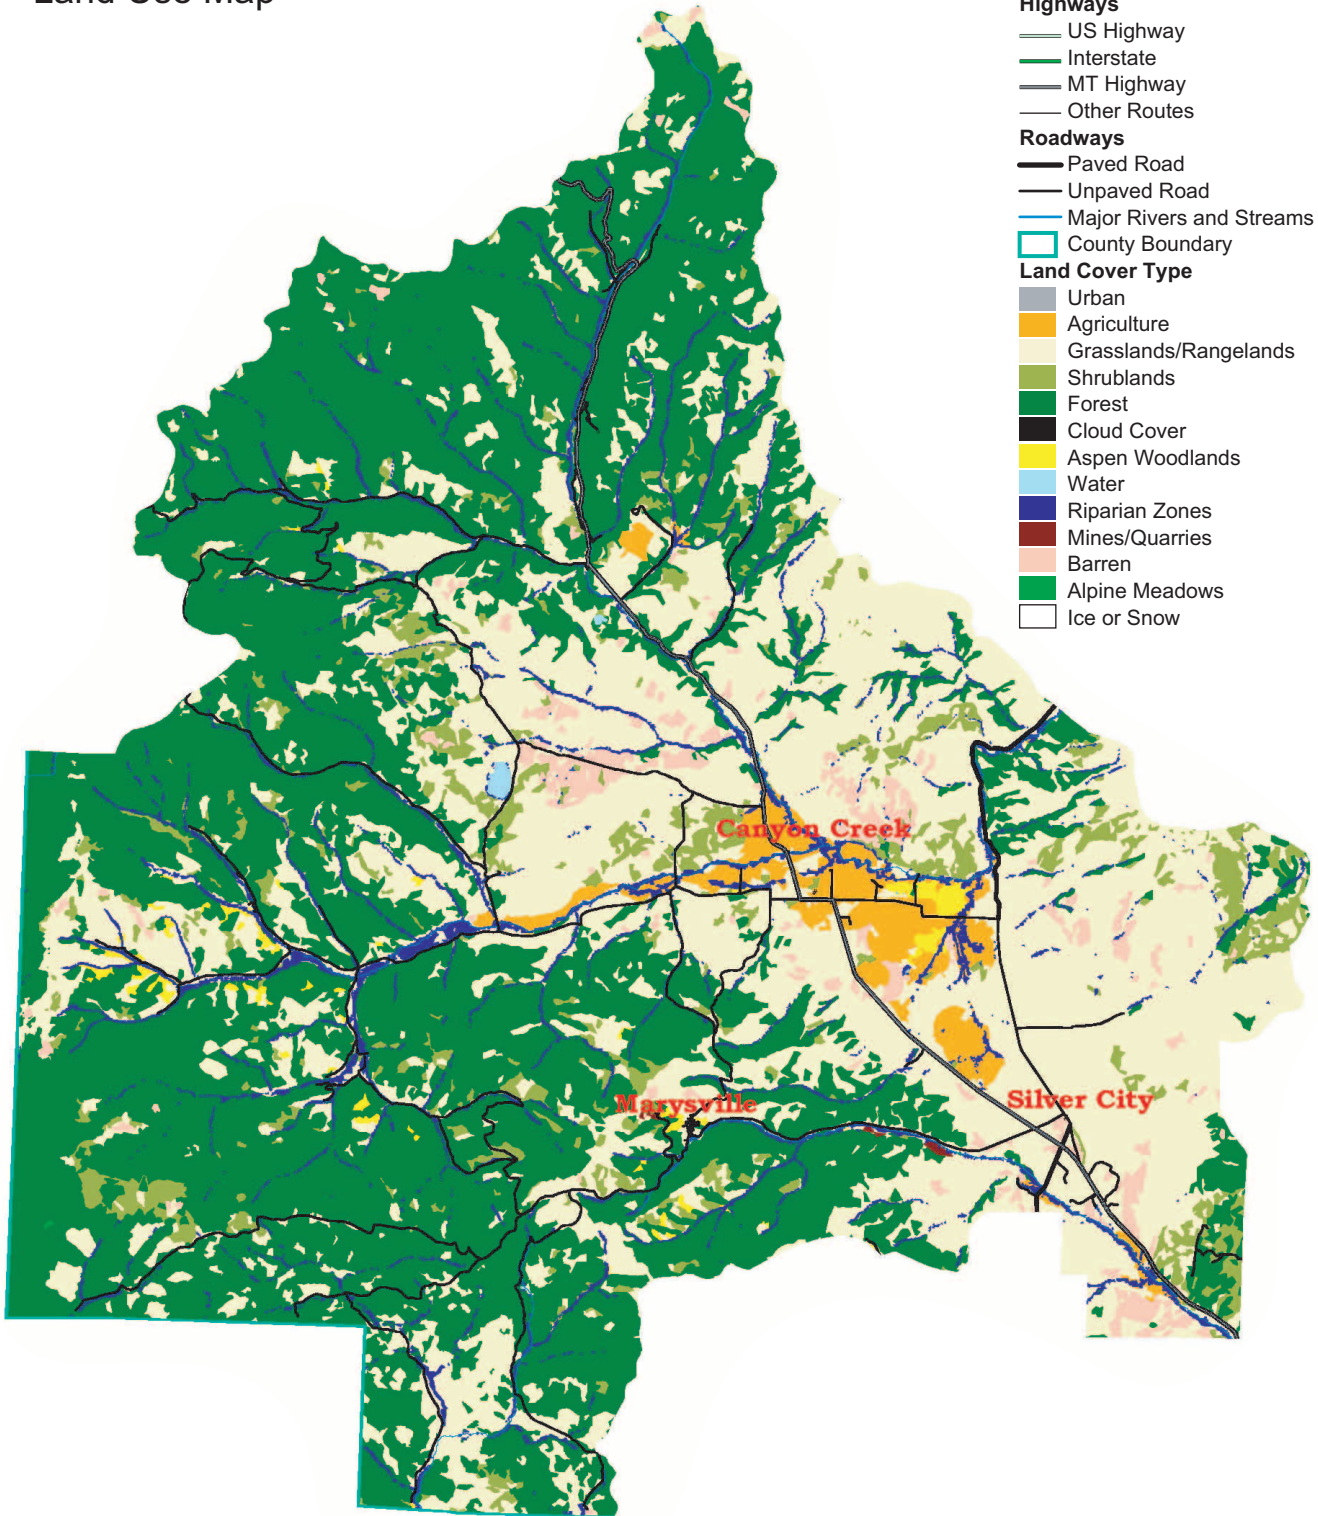 Land Use Map
Highways
US Highway
Interstate
MT Highway
Other Routes
Roadways
Paved Road
Unpaved Road
Major Rivers and Streams
County Boundary
Land Cover Type
Urban
Agriculture
Grasslands/Rangelands
Shrublands
Forest
Cloud Cover
Aspen Woodlands
Water
Riparian Zones
Mines/Quarries
Barren
Alpine Meadows
Ice or Snow
Canyon Creek
Marysville
Silver City